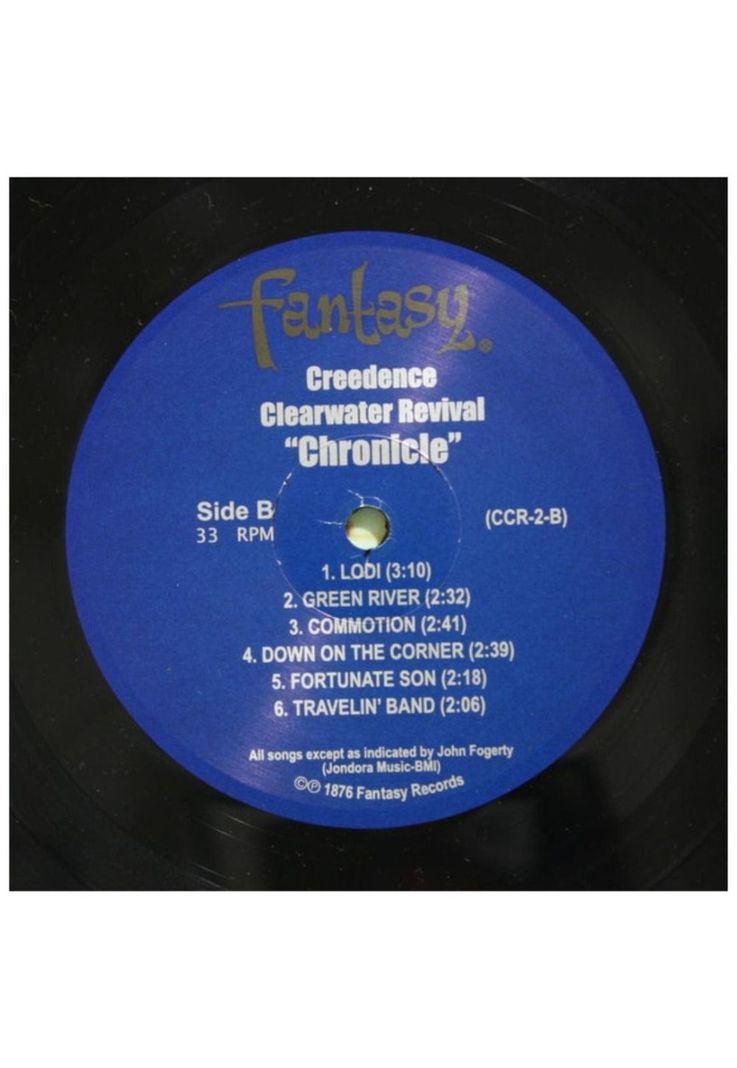 fantasy®
Creedence
Clearwater Revival
“Chronicle”
Side B
33 RPM
(CCR-2-B)
1. LODI (3:10)
2. GREEN RIVER (2:32)
3. COMMOTION (2:41)
4. DOWN ON THE CORNER (2:39)
5. FORTUNATE SON (2:18)
6. TRAVELIN’ BAND (2:06)
All songs except as indicated by John Fogerty
(Jondora Music-BMI)
©℗ 1876 Fantasy Records